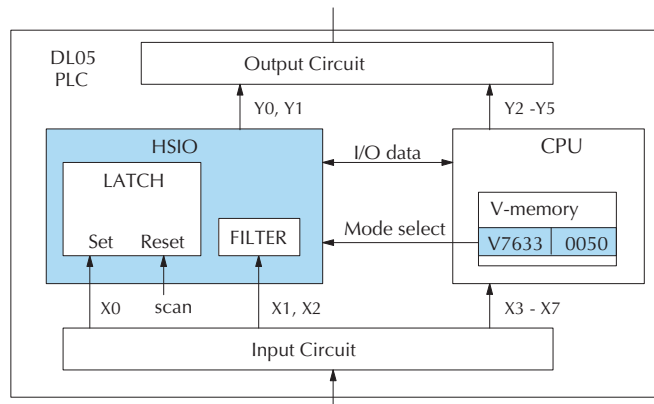 DL05
PLC
Output Circuit
Y0, Y1
Y2 -Y5
HSIO
I/O data
CPU
LATCH
V-memory
Mode select
Set Reset
FILTER
V7633 0050
X0
scan
X1, X2
X3 - X7
Input Circuit